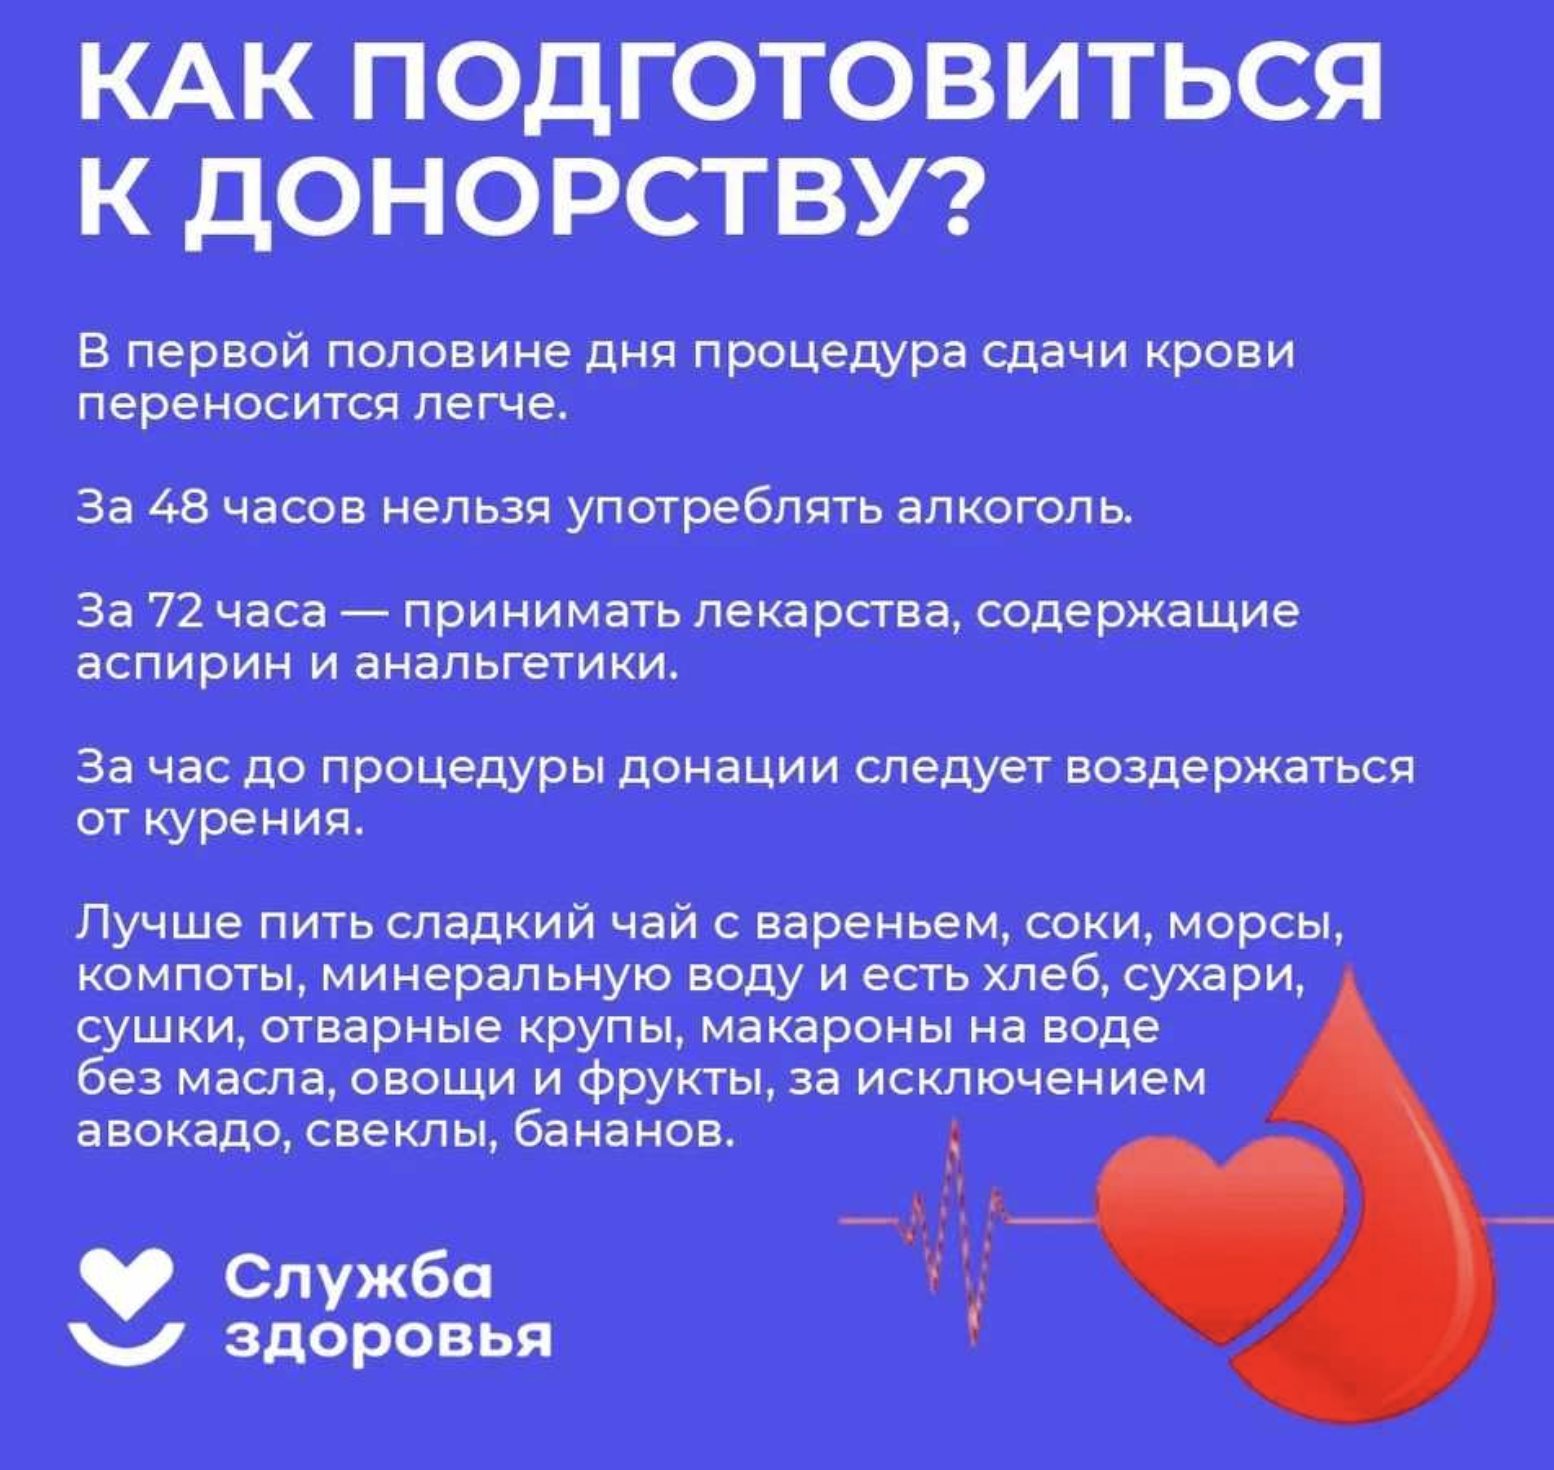 КАК ПОДГОТОВИТЬСЯ
К ДОНОРСТВУ?
В первой половине дня процедура сдачи крови
переносится легче.
За 48 часов нельзя употреблять алкоголь.
За 72 часа — принимать лекарства, содержащие
аспирин и анальгетики.
За час до процедуры донации следует воздержаться
от курения.
Лучше пить сладкий чай с вареньем, соки, морсы,
компоты, минеральную воду и есть хлеб, сухари,
сушки, отварные крупы, макароны на воде
без масла, овощи и фрукты, за исключением
авокадо, свеклы, бананов.
Служба
здоровья